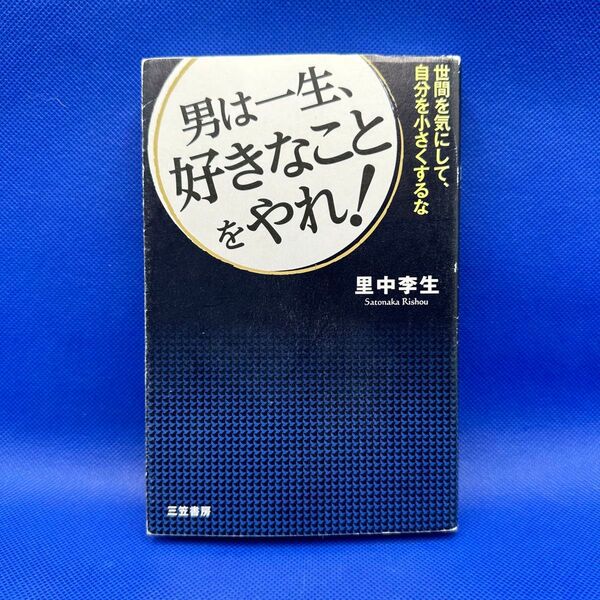 世間を気にして、
自分を小さくするな
男は一生、
好きなこと
をやれ!
里中李生
Satonaka Rishou
三笠書房